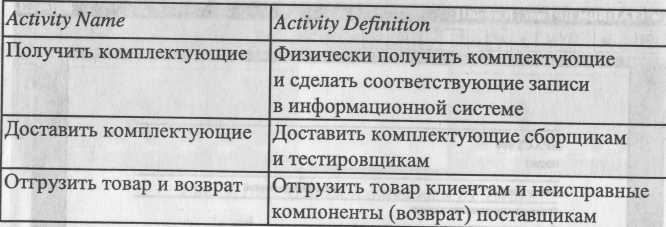 Activity Name
Activity Definition
Получить комплектующие
Физически получить комплектующие
и сделать соответствующие записи
в информационной системе
Доставить комплектующие
Доставить комплектующие сборщикам
и тестировщикам
Отгрузить товар и возврат
Отгрузить товар клиентам и неисправные
компоненты (возврат) поставщикам